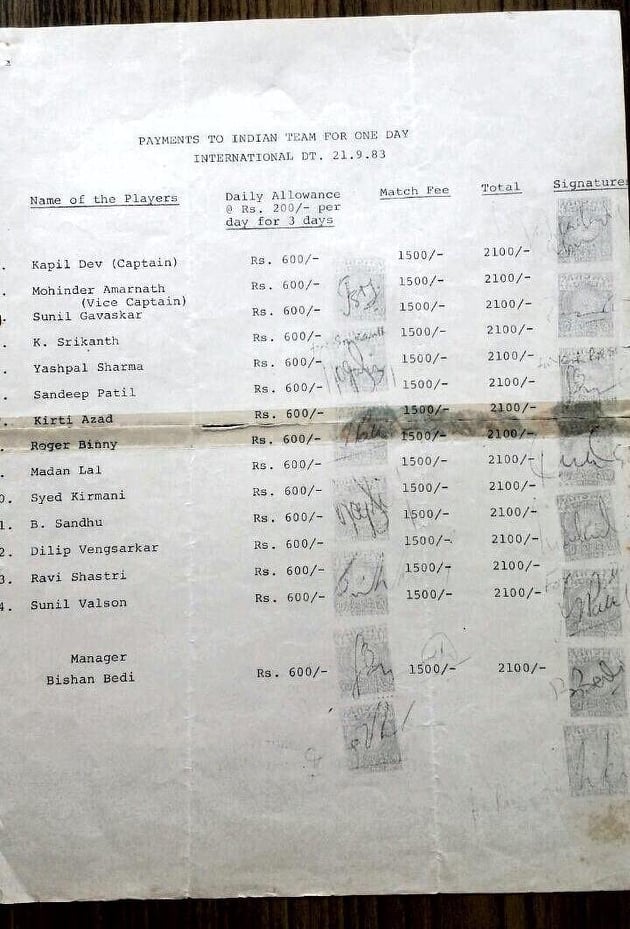 PAYMENTS TO INDIAN TEAM FOR ONE DAY
INTERNATIONAL DT. 21.9.83
Name of the Players Daily Allowance @ Rs. 200/- per day for 3 days Match Fee Total Signatures
. Kapil Dev (Captain) Rs. 600/- 1500/- 2100/-
. Mohinder Amarnath Rs. 600/- 1500/- 2100/-
(Vice Captain)
. Sunil Gavaskar Rs. 600/- 1500/- 2100/-
. K. Srikanth Rs. 600/- 1500/- 2100/-
. Yashpal Sharma Rs. 600/- 1500/- 2100/-
. Sandeep Patil Rs. 600/- 1500/- 2100/-
. Kirti Azad Rs. 600/- 1500/- 2100/-
. Roger Binny Rs. 600/- 1500/- 2100/-
. Madan Lal Rs. 600/- 1500/- 2100/-
0. Syed Kirmani Rs. 600/- 1500/- 2100/-
1. B. Sandhu Rs. 600/- 1500/- 2100/-
2. Dilip Vengsarkar Rs. 600/- 1500/- 2100/-
3. Ravi Shastri Rs. 600/- 1500/- 2100/-
4. Sunil Valson Rs. 600/- 1500/- 2100/-
Manager
Bishan Bedi Rs. 600/- 1500/- 2100/-